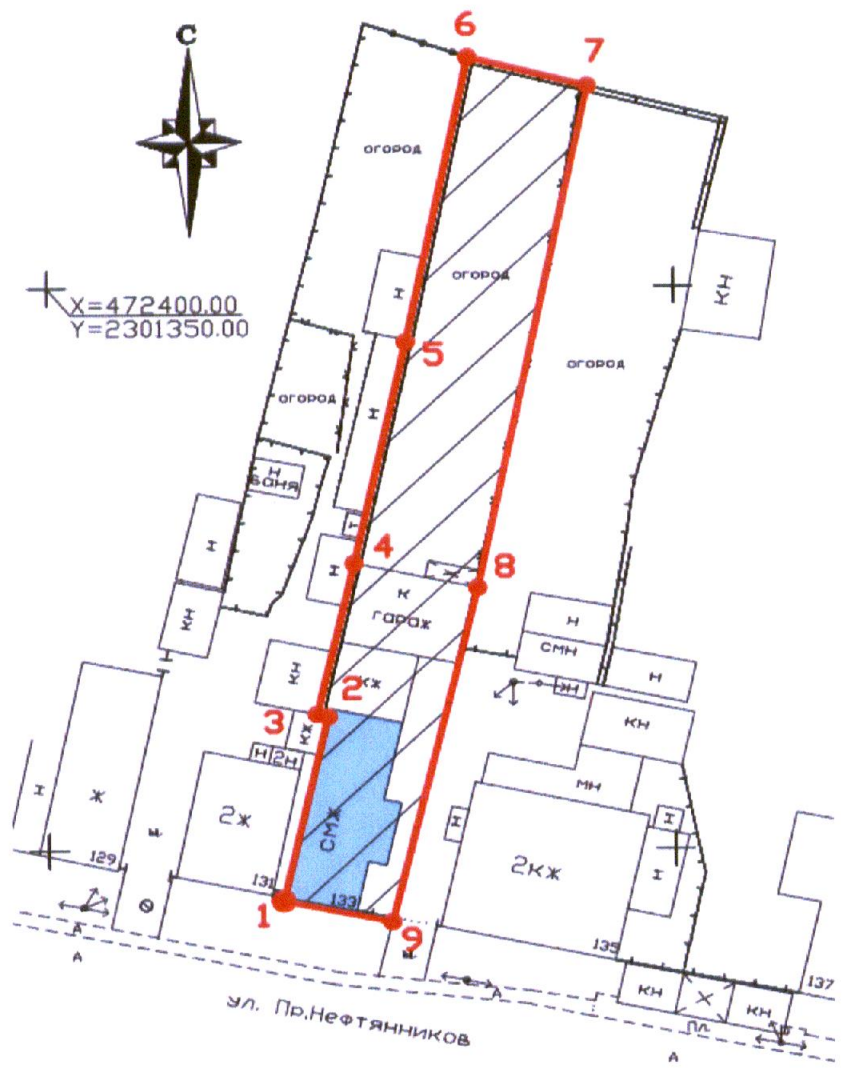 6
7
С
огород
огород
КН
Н
X=472400.00
Y=2301350.00
5
огород
Н
огород
Н
баня
Н
Т
4
Н
8
К
гараж
Н
СМН
КН
Н
Н
КН
КЖ
2
3
КЖ
КН
Н
2Н
МН
Ж
2Ж
СМЖ
Н
Н
Н
Н
2КЖ
129
131
133
1
9
135
137
А
А
А
КН
Х
КН
ул. Пр.Нефтянников
А